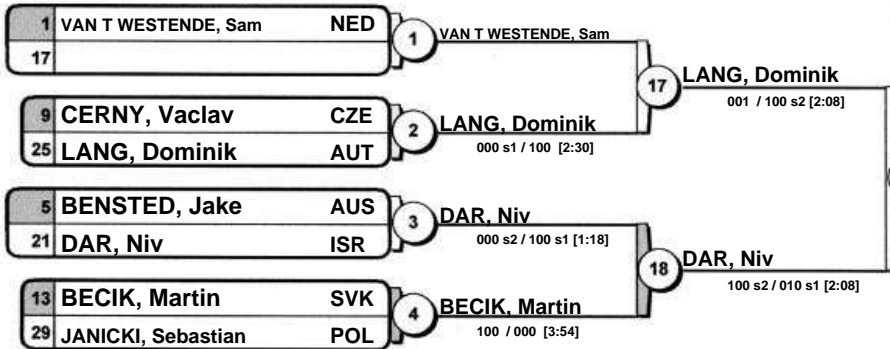 1 VAN T WESTENDE, Sam NED
17
1
VAN T WESTENDE, Sam
9 CERNY, Vaclav CZE
25 LANG, Dominik AUT
2
LANG, Dominik
000 s1 / 100 [2:30]
17
LANG, Dominik
001 / 100 s2 [2:08]
5 BENSTED, Jake AUS
21 DAR, Niv ISR
3
DAR, Niv
000 s2 / 100 s1 [1:18]
13 BECIK, Martin SVK
29 JANICKI, Sebastian POL
4
BECIK, Martin
100 / 000 [3:54]
18
DAR, Niv
100 s2 / 010 s1 [2:08]